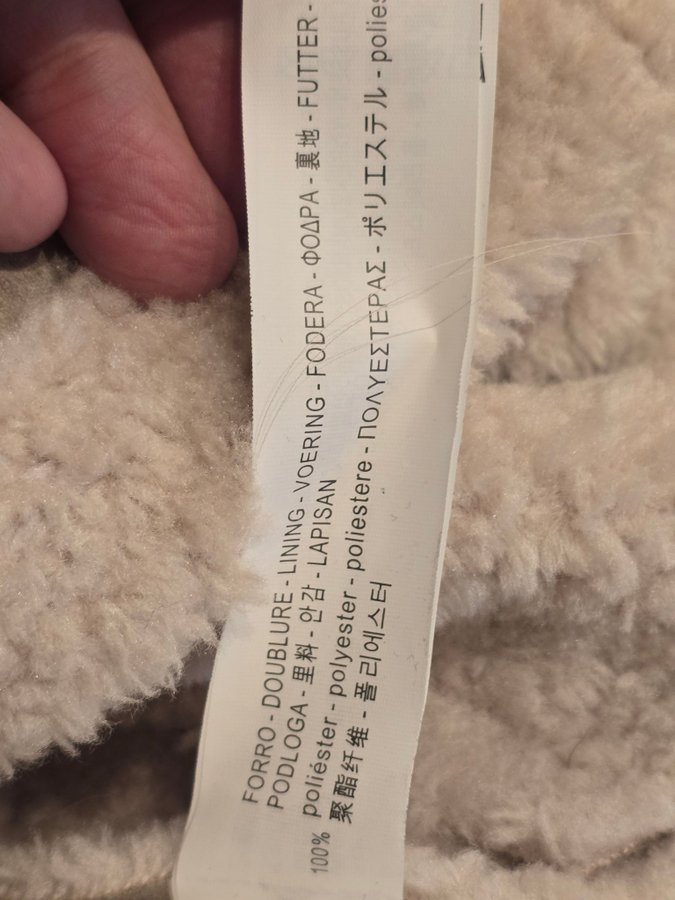 FORRO - DOUBLURE - LINING - VOERING - FODERA - ΦΟΔΡΑ - 裏地 - FUTTER -
PODLOGA - 里料 - 안감 - LAPISAN
100% poliéster - polyester - poliestere - ΠΟΛΥΕΣΤΕΡΑΣ - ポリエステル - polies
聚酯纤维 - 폴리에스터